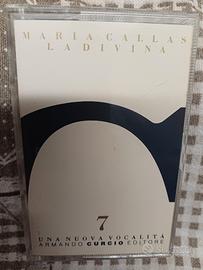 MARIA CALLAS
LA DIVINA
7
UNA NUOVA VOCALITÀ
ARMANDO CURCIO EDITORE